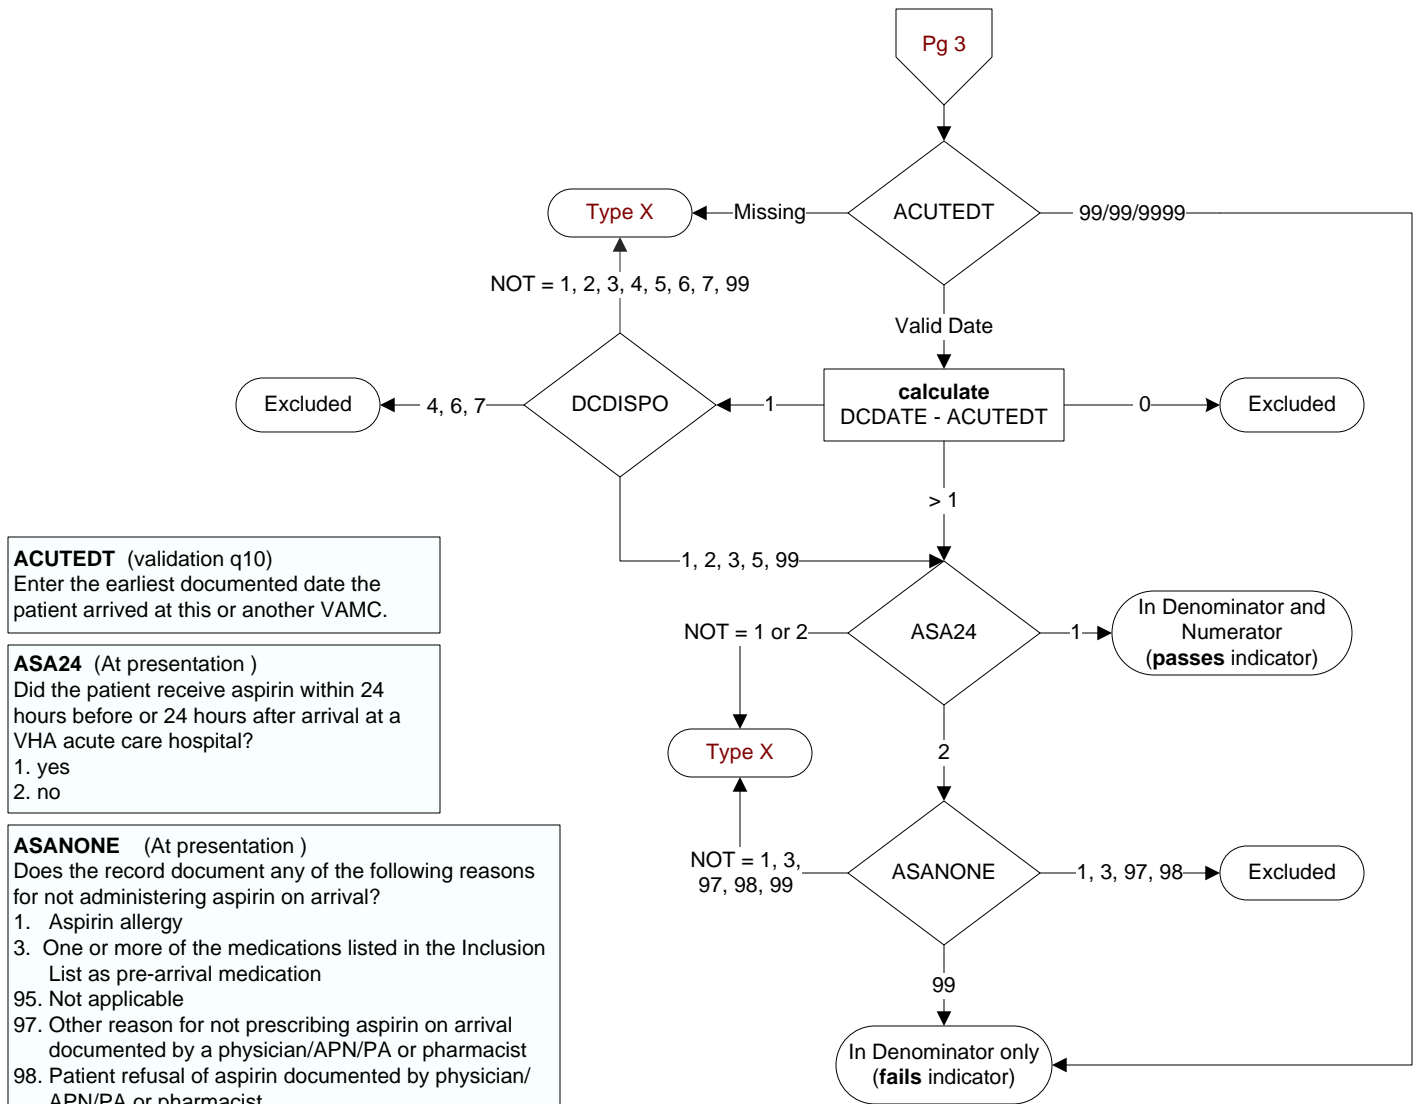 Pg 3
ACUTEDT
Missing
Type X
99/99/9999
NOT = 1, 2, 3, 4, 5, 6, 7, 99
Valid Date
calculate
DCDATE - ACUTEDT
1
DCDISPO
4, 6, 7
Excluded
0
Excluded
> 1
1, 2, 3, 5, 99
ASA24
NOT = 1 or 2
1
In Denominator and
Numerator
(passes indicator)
Type X
2
ASANONE
NOT = 1, 3,
97, 98, 99
1, 3, 97, 98
Excluded
99
In Denominator only
(fails indicator)
ACUTEDT (validation q10)
Enter the earliest documented date the
patient arrived at this or another VAMC.
ASA24 (At presentation )
Did the patient receive aspirin within 24
hours before or 24 hours after arrival at a
VHA acute care hospital?
1. yes
2. no
ASANONE (At presentation )
Does the record document any of the following reasons
for not administering aspirin on arrival?
1. Aspirin allergy
3. One or more of the medications listed in the Inclusion
List as pre-arrival medication
95. Not applicable
97. Other reason for not prescribing aspirin on arrival
documented by a physician/APN/PA or pharmacist
98. Patient refusal of aspirin documented by physician/
APN/PA or pharmacist